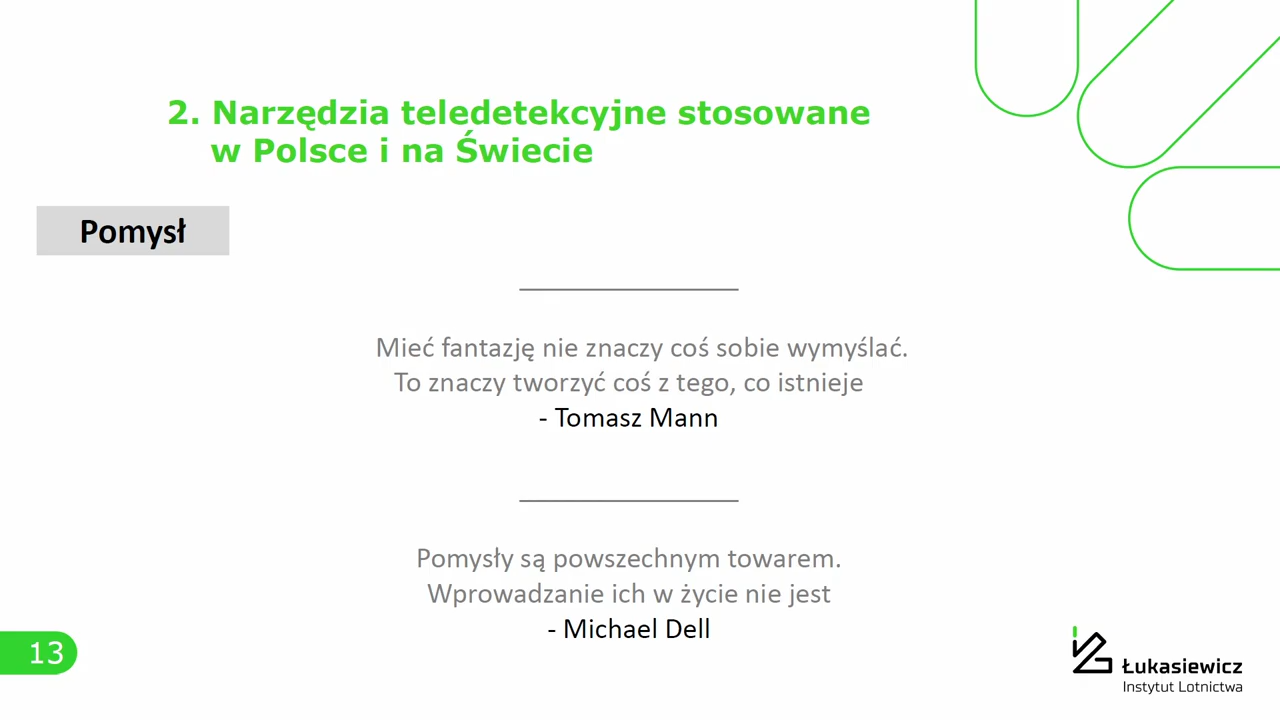 2. Narzędzia teledetekcyjne stosowane
w Polsce i na Świecie
Pomysł
Mieć fantazję nie znaczy coś sobie wymyślać.
To znaczy tworzyć coś z tego, co istnieje
- Tomasz Mann
Pomysły są powszechnym towarem.
Wprowadzanie ich w życie nie jest
- Michael Dell
13
Łukasiewicz
Instytut Lotnictwa